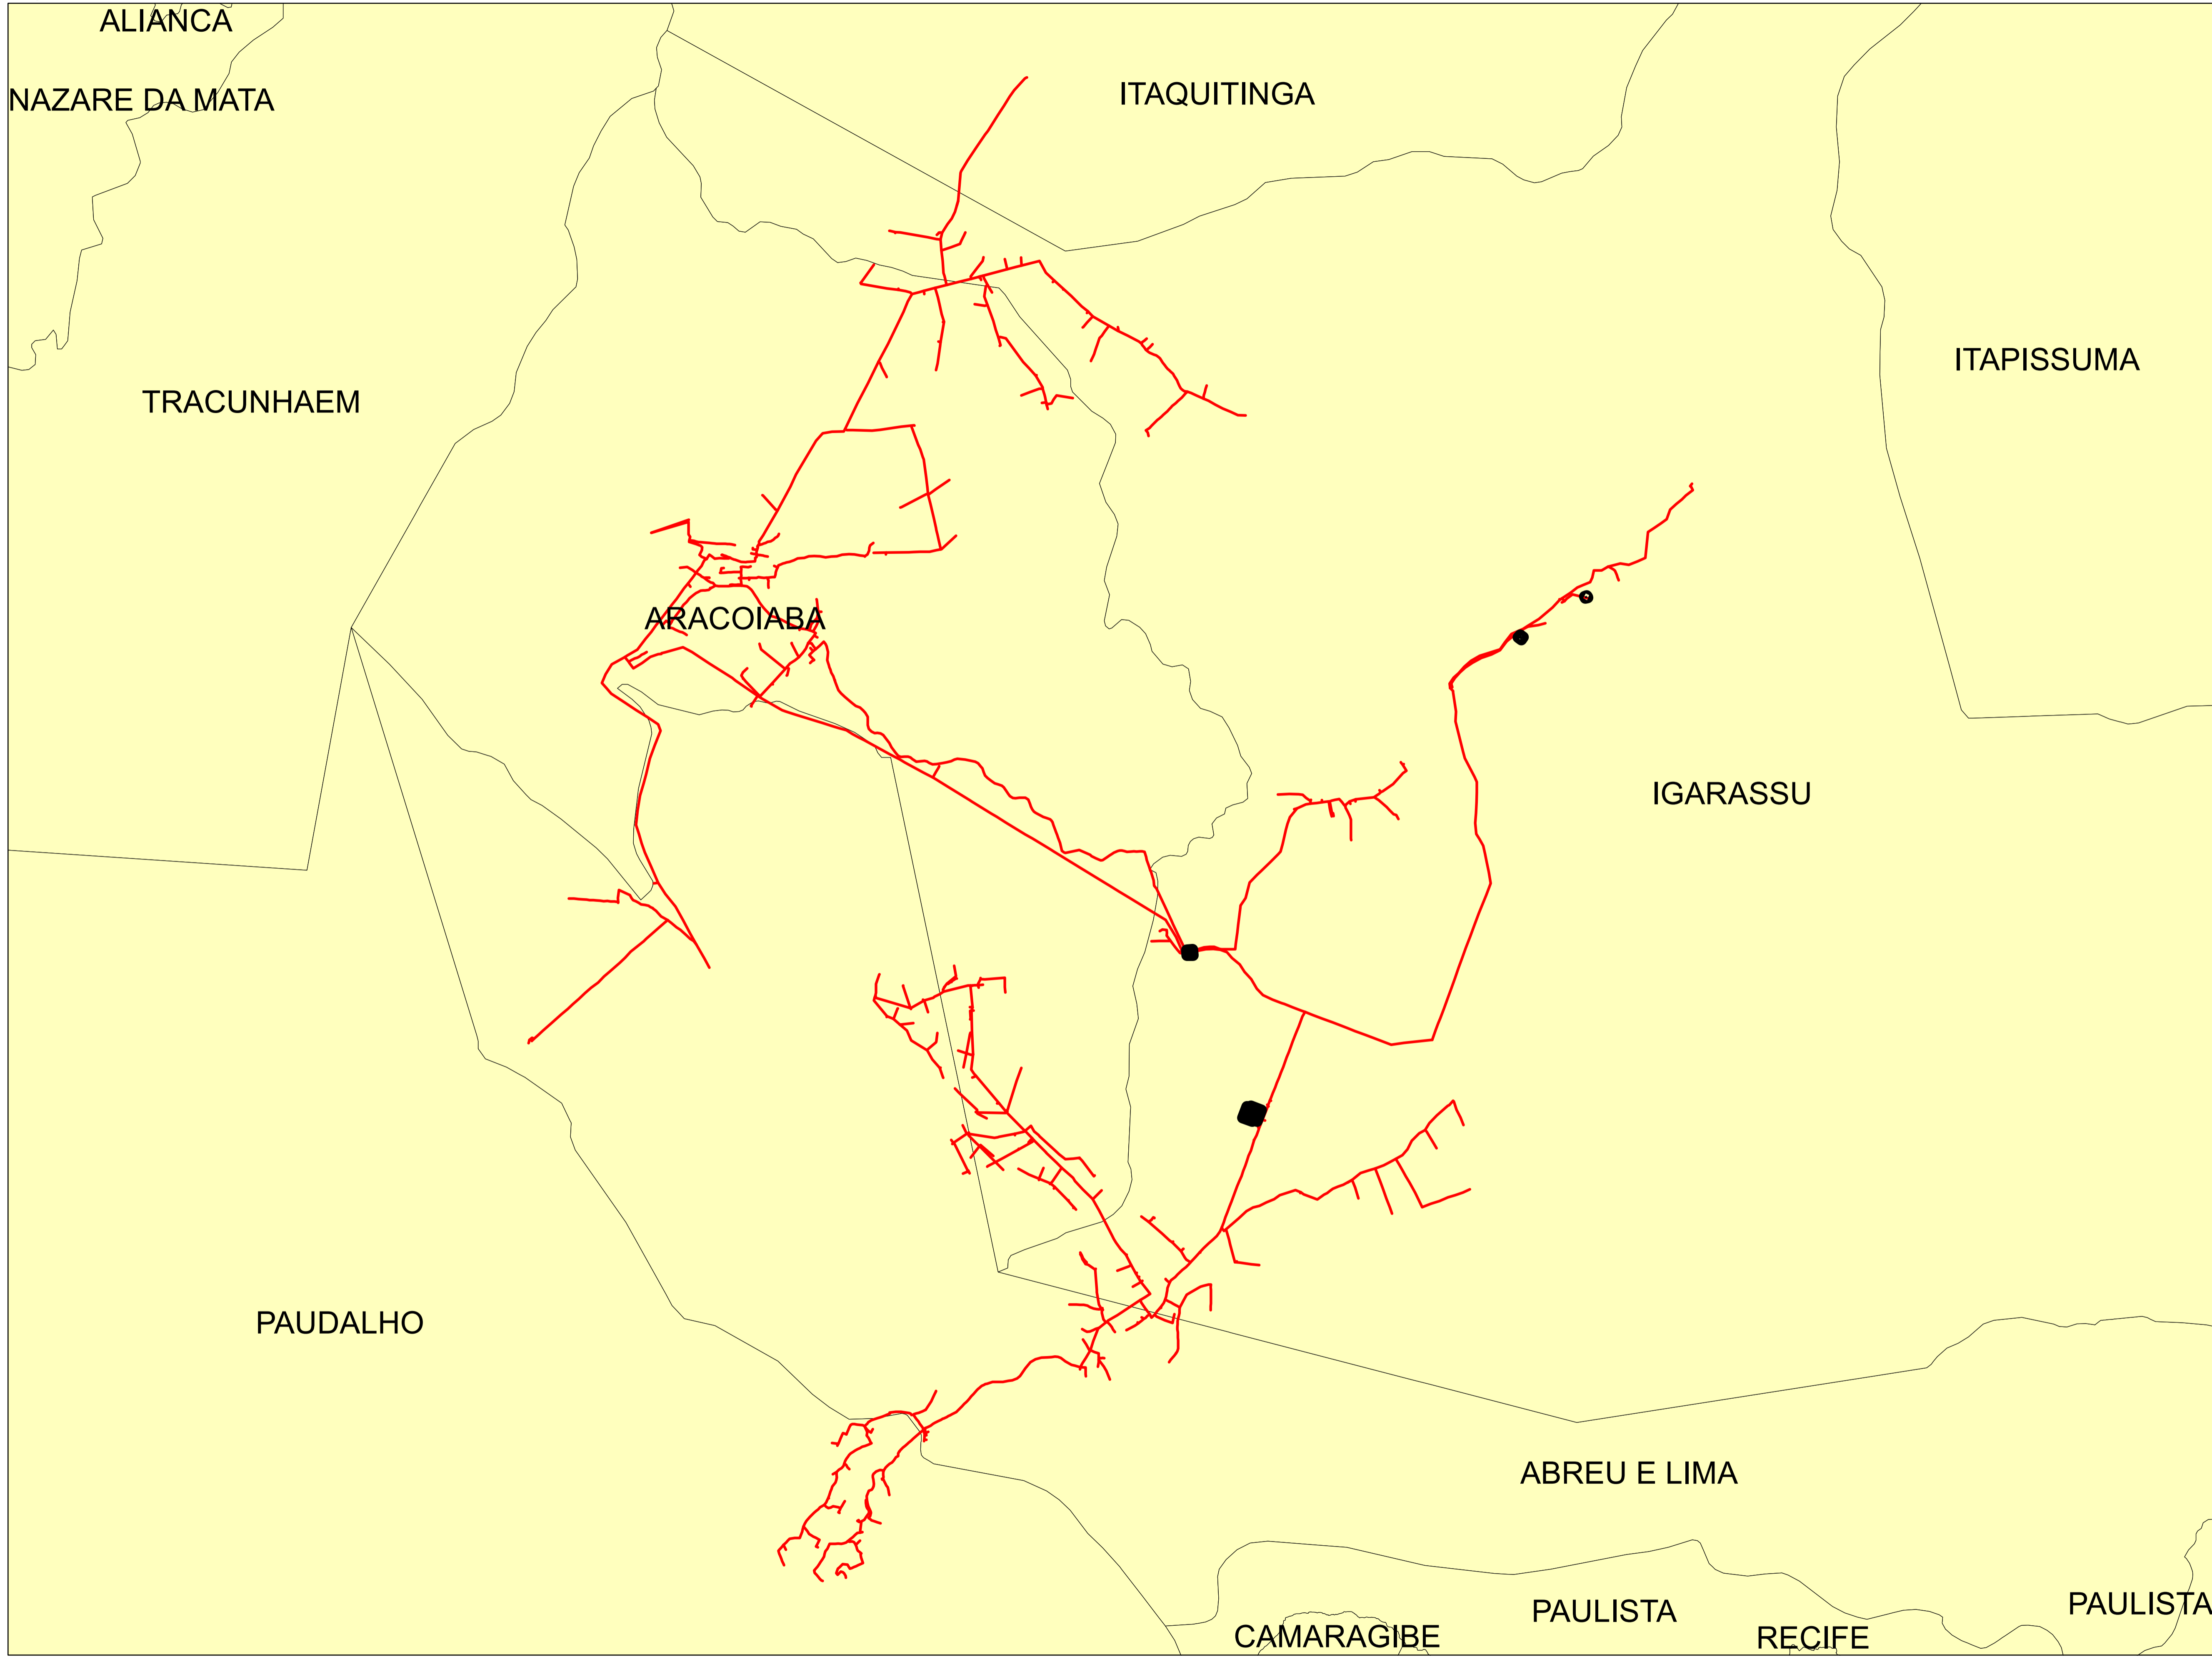 ALIANCA
ITAQUITINGA
NAZARE DA MATA
ITAPISSUMA
TRACUNHAEM
ARACOIABA
IGARASSU
PAUDALHO
ABREU E LIMA
PAULISTA
PAULISTA
CAMARAGIBE
RECIFE